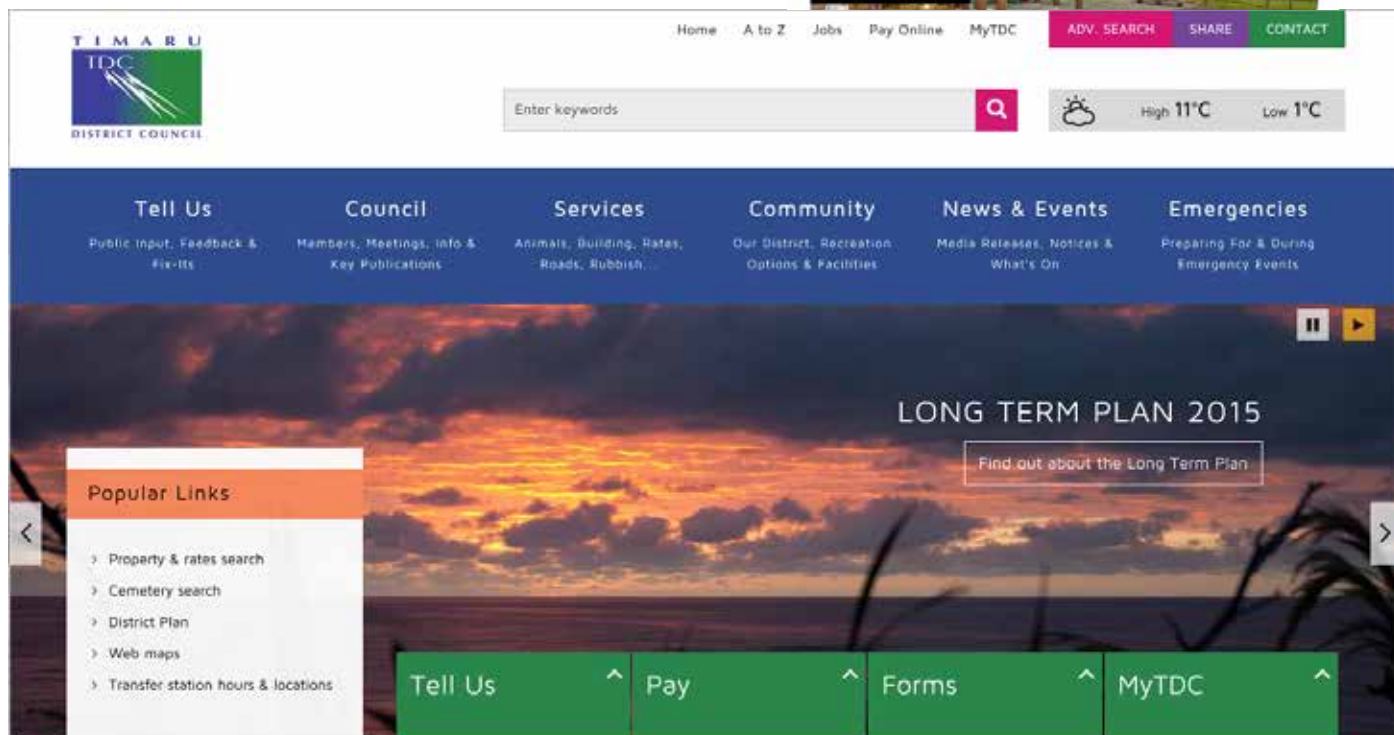 TIMARU
TDC
DISTRICT COUNCIL
Home A to Z Jobs Pay Online MyTDC ADV. SEARCH SHARE CONTACT
Enter keywords
High 11°C Low 1°C
Tell Us
Public Input, Feedback &
Fix-Its
Council
Members, Meetings, Info &
Key Publications
Services
Animals, Building, Rates,
Roads, Rubbish...
Community
Our District, Recreation
Options & Facilities
News & Events
Media Releases, Notices &
What's On
Emergencies
Preparing For & During
Emergency Events
LONG TERM PLAN 2015
Find out about the Long Term Plan
Popular Links
> Property & rates search
> Cemetery search
> District Plan
> Web maps
> Transfer station hours & locations
Tell Us
Pay
Forms
MyTDC